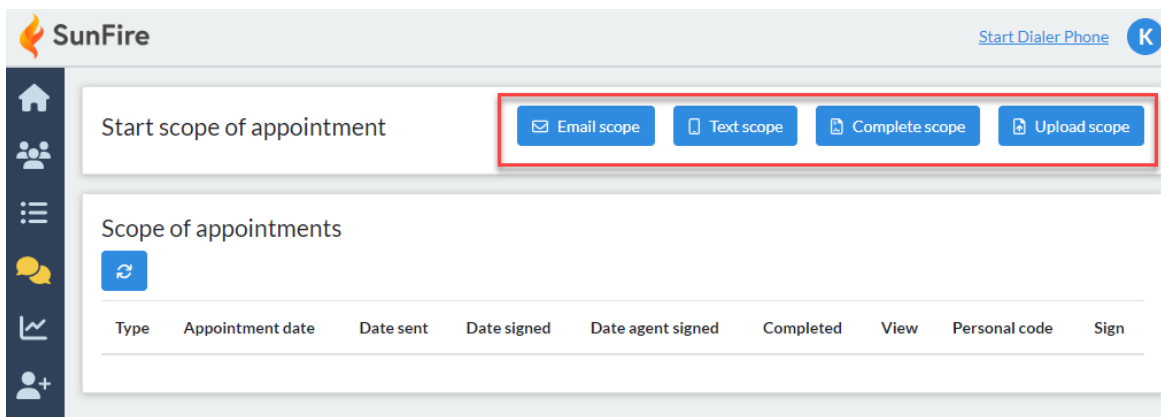 SunFire
Start Dialer Phone
K
Start scope of appointment
Email scope
Text scope
Complete scope
Upload scope
Scope of appointments
Type Appointment date Date sent Date signed Date agent signed Completed View Personal code Sign